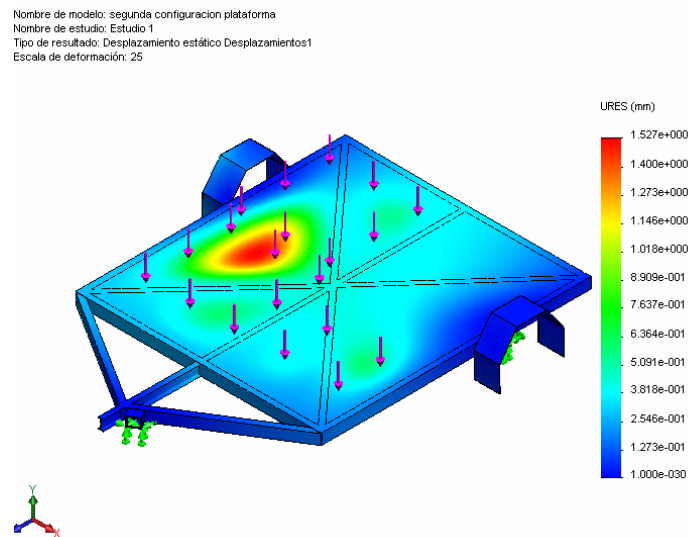 Nombre de modelo: segunda configuracion plataforma
Nombre de estudio: Estudio 1
Tipo de resultado: Desplazamiento estático Desplazamientos1
Escala de deformación: 25
URES (mm)
1.527e+000
1.400e+000
1.273e+000
1.146e+000
1.018e+000
8.909e-001
7.637e-001
6.364e-001
5.091e-001
3.818e-001
2.546e-001
1.273e-001
1.000e-030
Y
X